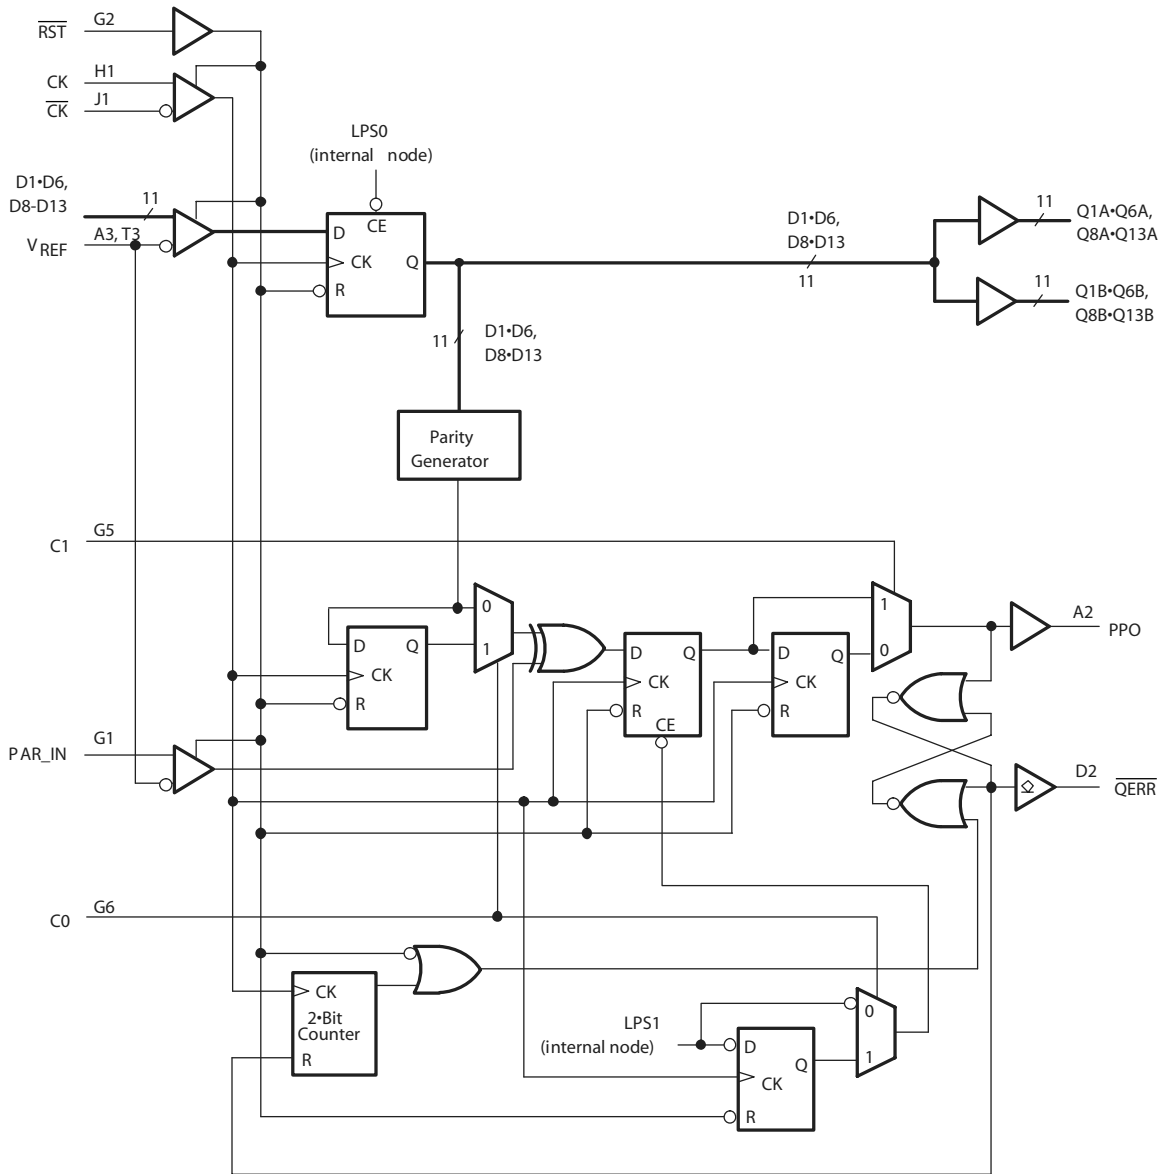 RST
G2
CK
H1
CK
J1
LPS0
(internal node)
D1•D6,
D8-D13
11
VREF
A3, T3
D
CE
CK
Q
R
D1•D6,
D8•D13
11
11
Q1A•Q6A,
Q8A•Q13A
11
Q1B•Q6B,
Q8B•Q13B
11
D1•D6,
D8•D13
Parity
Generator
C1
G5
0
1
D
Q
CK
R
D
Q
CK
R
CE
D
Q
CK
R
1
0
A2
PPO
PAR_IN
G1
D2
QERR
C0
G6
CK
2•Bit
Counter
R
LPS1
(internal node)
D
Q
CK
R
0
1